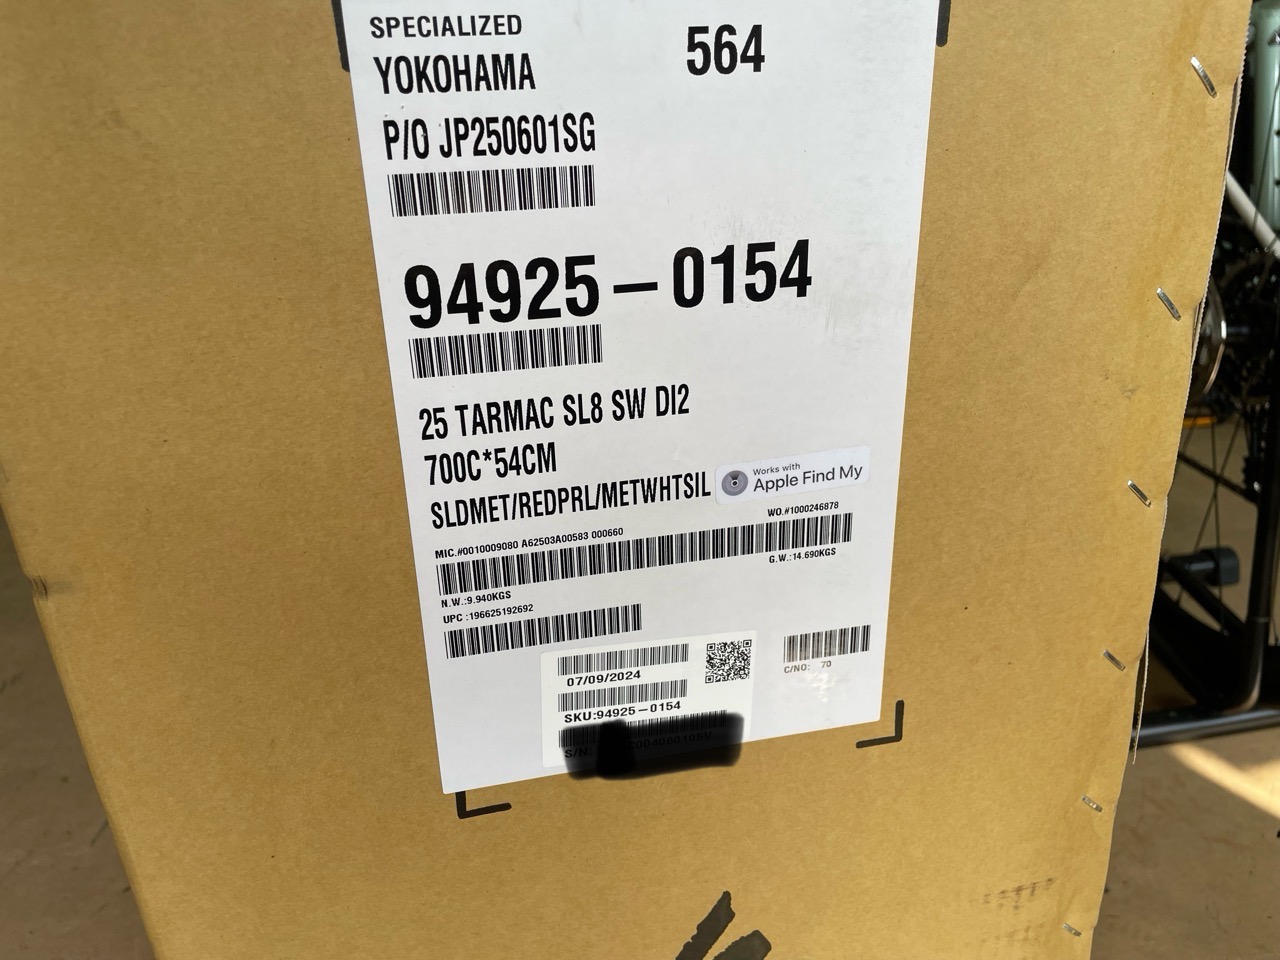 SPECIALIZED
YOKOHAMA
564
P/O JP250601SG
94925-0154
25 TARMAC SL8 SW DI2
700C*54CM
SLDMET/REDPRL/METWHTSIL
Works with
Apple Find My
WO.#1000246878
MIC.#0010009080 A62503A00583 000660
G.W.:14.690KGS
N.W.:9.940KGS
UPC :196625192692
07/09/2024
SKU:94925-0154
S/N:
C/NO: 70